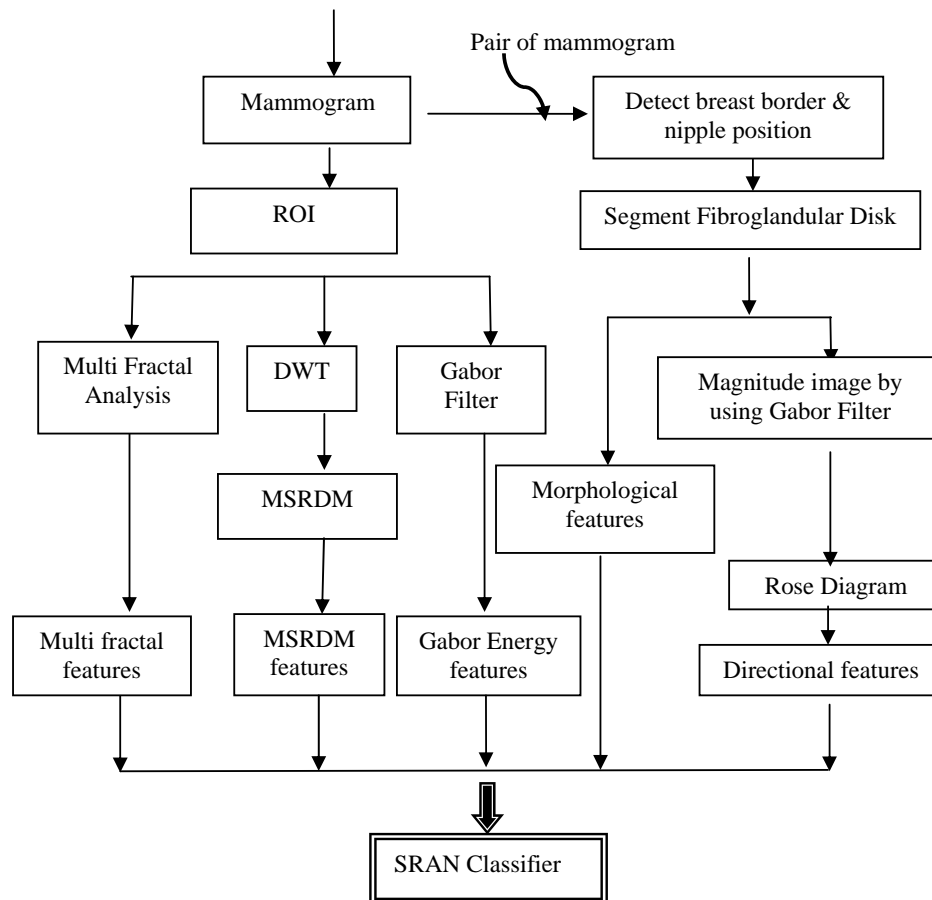 Pair of mammogram
Mammogram
Detect breast border &
nipple position
ROI
Segment Fibroglandular Disk
Multi Fractal
Analysis
DWT
Gabor
Filter
Magnitude image by
using Gabor Filter
MSRDM
Morphological
features
Rose Diagram
Multi fractal
features
MSRDM
features
Gabor Energy
features
Directional features
SRAN Classifier